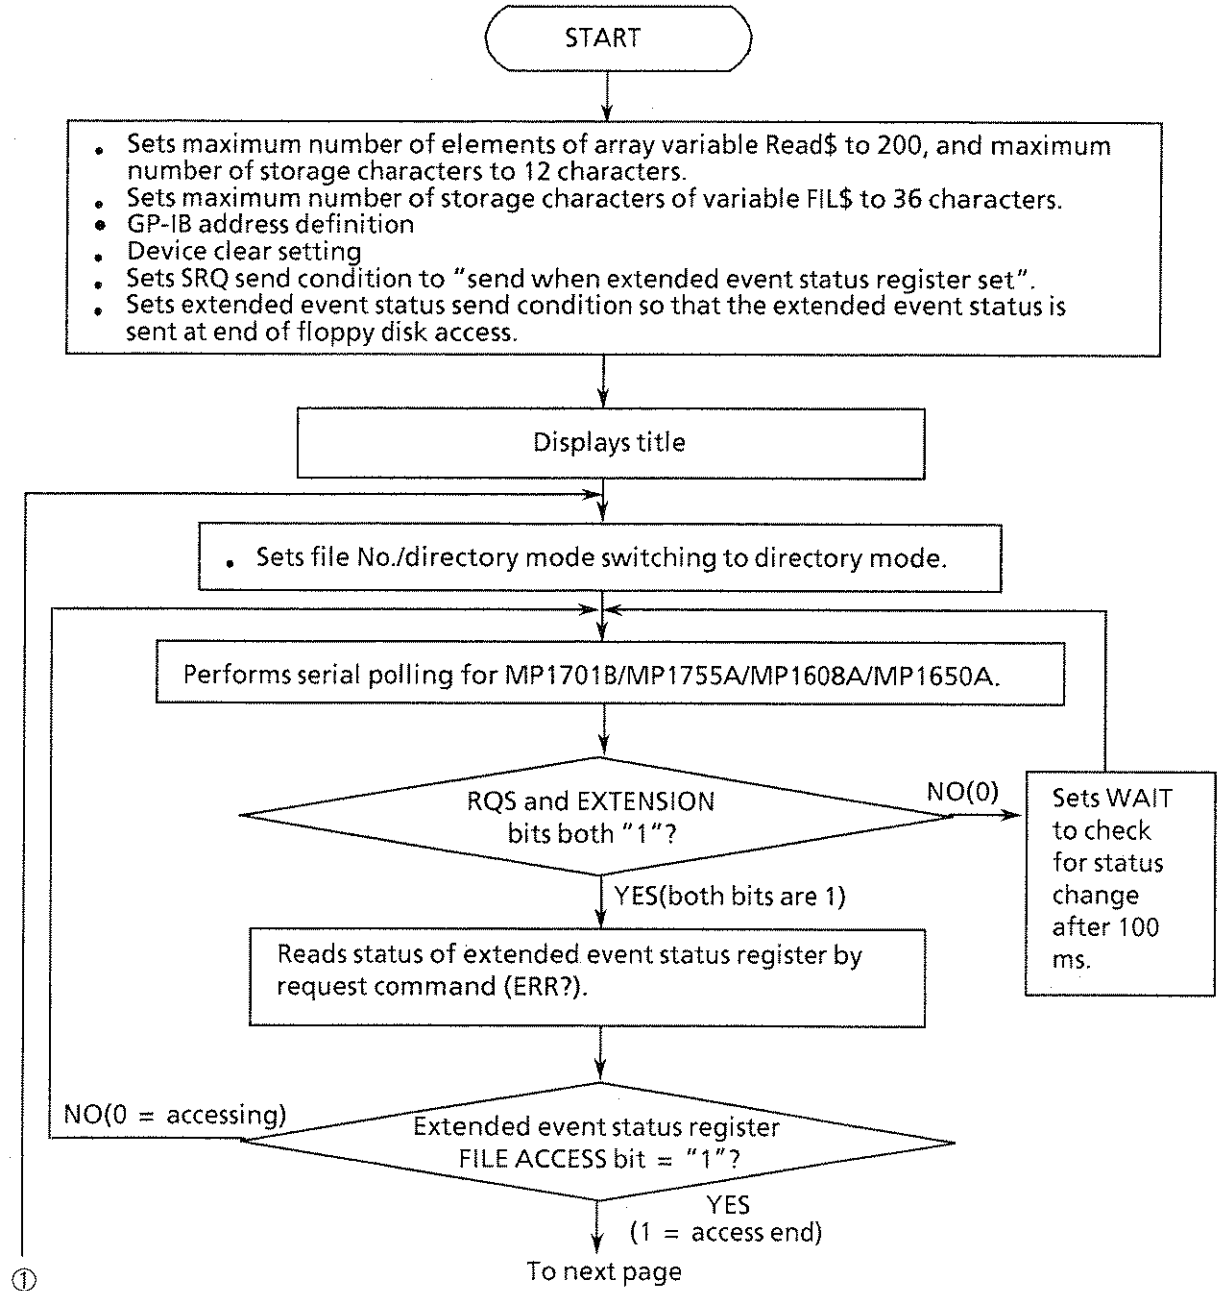 START
• Sets maximum number of elements of array variable Read$ to 200, and maximum
number of storage characters to 12 characters.
• Sets maximum number of storage characters of variable FIL$ to 36 characters.
• GP-IB address definition
• Device clear setting
• Sets SRQ send condition to "send when extended event status register set".
• Sets extended event status send condition so that the extended event status is
sent at end of floppy disk access.
Displays title
• Sets file No./directory mode switching to directory mode.
Performs serial polling for MP1701B/MP1755A/MP1608A/MP1650A.
RQS and EXTENSION
bits both "1"?
NO(0)
Sets WAIT
to check
for status
change
after 100
ms.
YES(both bits are 1)
Reads status of extended event status register by
request command (ERR?).
NO(0 = accessing)
Extended event status register
FILE ACCESS bit = "1"?
YES
(1 = access end)
To next page
①